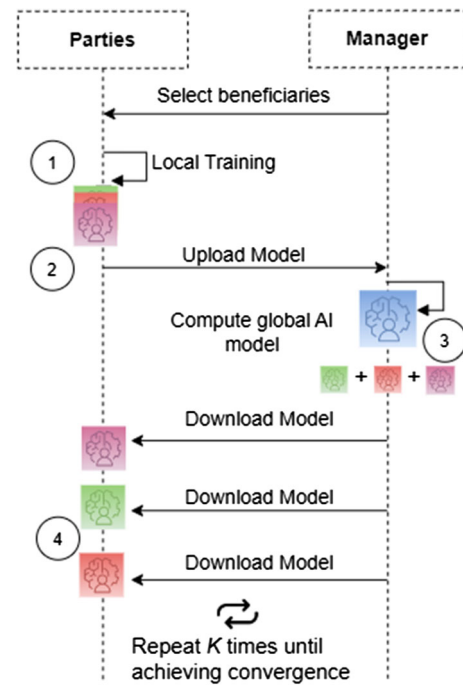 Parties
Manager
Select beneficiaries
1
Local Training
2
Upload Model
Compute global AI
model
3
+ +
Download Model
Download Model
4
Download Model
Repeat K times until
achieving convergence